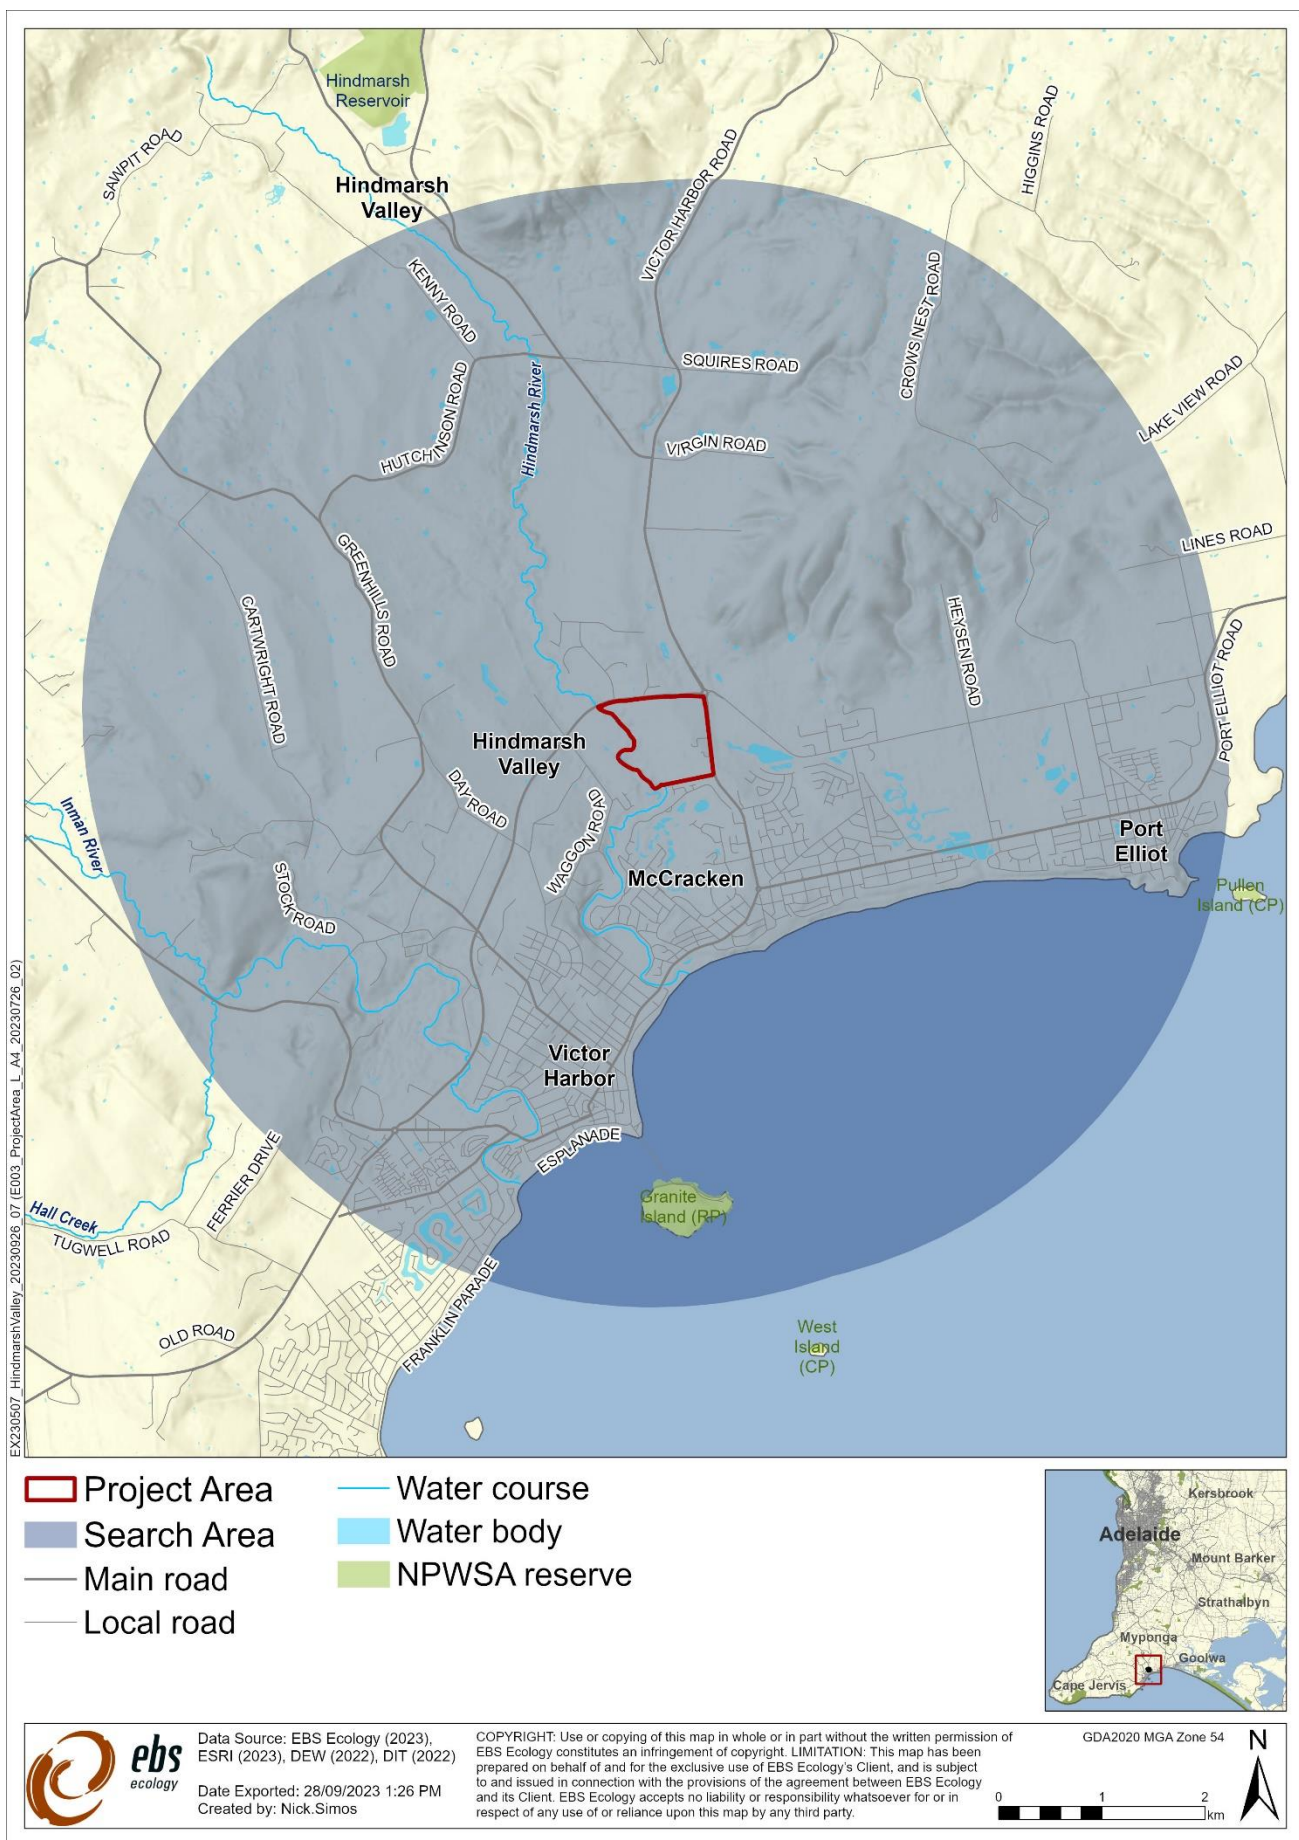 Hindmarsh
Reservoir
SAWPIT ROAD
HIGGINS ROAD
VICTOR HARBOR ROAD
Hindmarsh
Valley
KENNY ROAD
CROWS NEST ROAD
SQUIRES ROAD
LAKE VIEW ROAD
Hindmarsh River
HUTCHINSON ROAD
VIRGIN ROAD
LINES ROAD
GREENHILLS ROAD
CARTWRIGHT ROAD
HEYSEN ROAD
PORT ELLIOT ROAD
Hindmarsh
Valley
DAY ROAD
WAGGON ROAD
Inman River
Port
Elliot
McCracken
STOCK ROAD
Pullen
Island (CP)
Victor
Harbor
ESPLANADE
FERRIER DRIVE
Granite
Island (RP)
Hall Creek
TUGWELL ROAD
FRANKLIN PARADE
OLD ROAD
West
Island
(CP)
EX230507_HindmarshValley_20230926_07 (E003_ProjectArea_L_A4_20230726_02)
Project Area
Search Area
Main road
Local road
Water course
Water body
NPWSA reserve
Kersbrook
Adelaide
Mount Barker
Strathalbyn
Myponga
Goolwa
Cape Jervis
ebs
ecology
Data Source: EBS Ecology (2023),
ESRI (2023), DEW (2022), DIT (2022)
Date Exported: 28/09/2023 1:26 PM
Created by: Nick.Simos
COPYRIGHT: Use or copying of this map in whole or in part without the written permission of
EBS Ecology constitutes an infringement of copyright. LIMITATION: This map has been
prepared on behalf of and for the exclusive use of EBS Ecology's Client, and is subject
to and issued in connection with the provisions of the agreement between EBS Ecology
and its Client. EBS Ecology accepts no liability or responsibility whatsoever for or in
respect of any use of or reliance upon this map by any third party.
GDA2020 MGA Zone 54
N
0 1 2
km